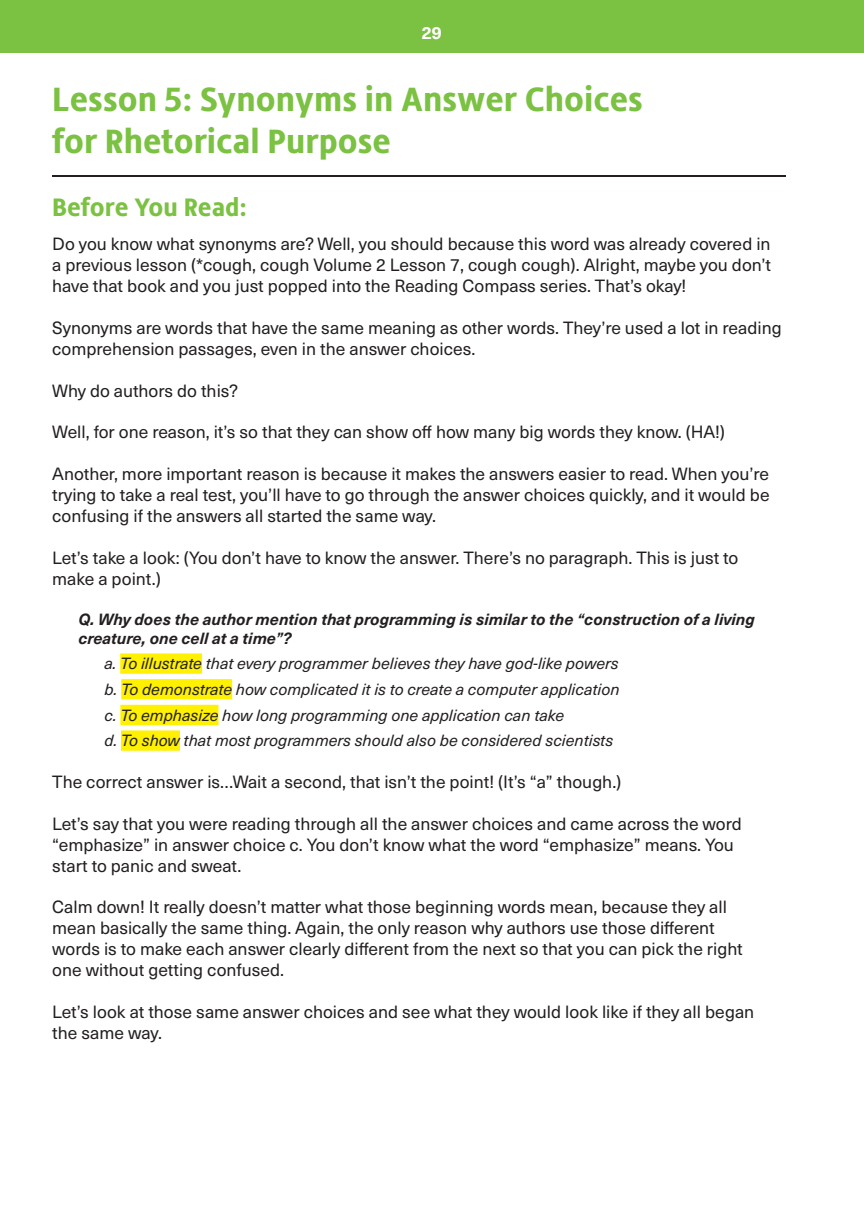 29
Lesson 5: Synonyms in Answer Choices
for Rhetorical Purpose
Before You Read:
Do you know what synonyms are? Well, you should because this word was already covered in
a previous lesson (*cough, cough Volume 2 Lesson 7, cough cough). Alright, maybe you don’t
have that book and you just popped into the Reading Compass series. That’s okay!
Synonyms are words that have the same meaning as other words. They’re used a lot in reading
comprehension passages, even in the answer choices.
Why do authors do this?
Well, for one reason, it’s so that they can show off how many big words they know. (HA!)
Another, more important reason is because it makes the answers easier to read. When you’re
trying to take a real test, you’ll have to go through the answer choices quickly, and it would be
confusing if the answers all started the same way.
Let’s take a look: (You don’t have to know the answer. There’s no paragraph. This is just to
make a point.)
Q. Why does the author mention that programming is similar to the “construction of a living
creature, one cell at a time”?
a. To illustrate that every programmer believes they have god-like powers
b. To demonstrate how complicated it is to create a computer application
c. To emphasize how long programming one application can take
d. To show that most programmers should also be considered scientists
The correct answer is...Wait a second, that isn’t the point! (It’s “a” though.)
Let’s say that you were reading through all the answer choices and came across the word
“emphasize” in answer choice c. You don’t know what the word “emphasize” means. You
start to panic and sweat.
Calm down! It really doesn’t matter what those beginning words mean, because they all
mean basically the same thing. Again, the only reason why authors use those different
words is to make each answer clearly different from the next so that you can pick the right
one without getting confused.
Let’s look at those same answer choices and see what they would look like if they all began
the same way.